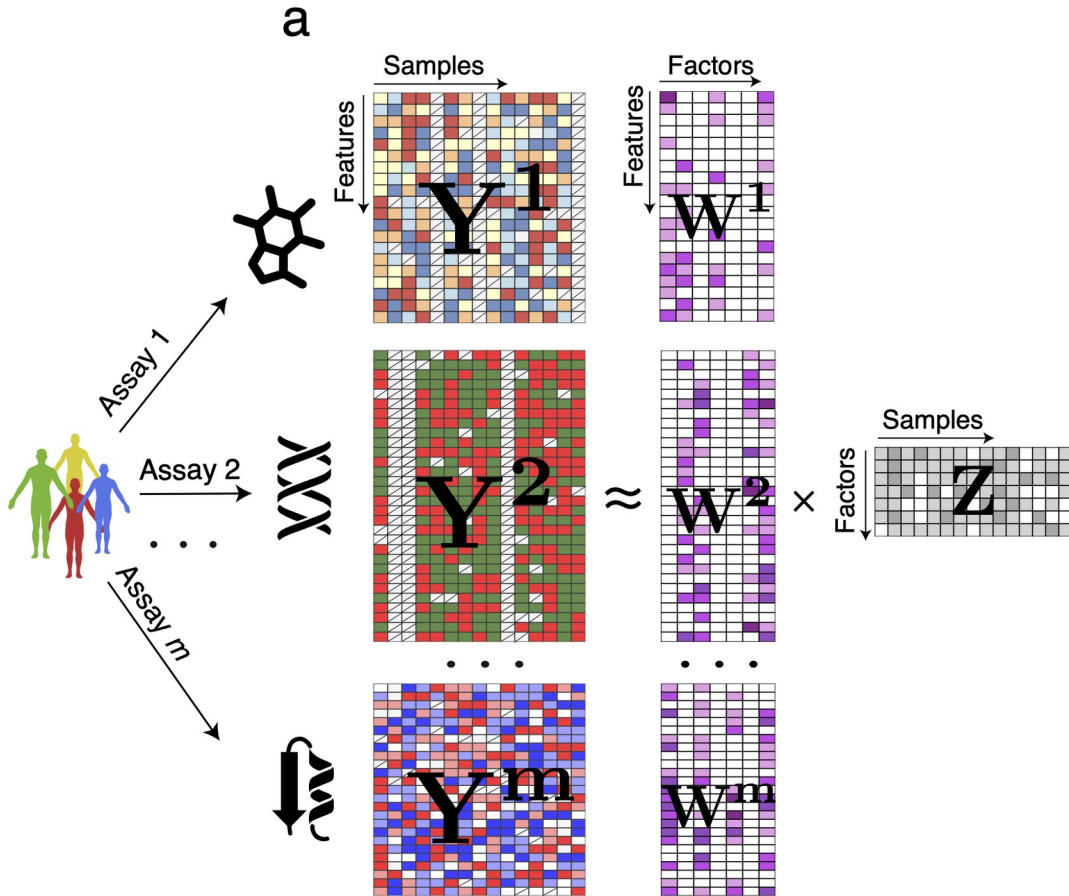 a
Samples
Features
Y¹
Factors
Features
W¹
Assay 1
Assay 2
. . .
Assay m
Y²
≈
W²
×
Samples
Factors
Z
. . .
. . .
Yᵐ
Wᵐ